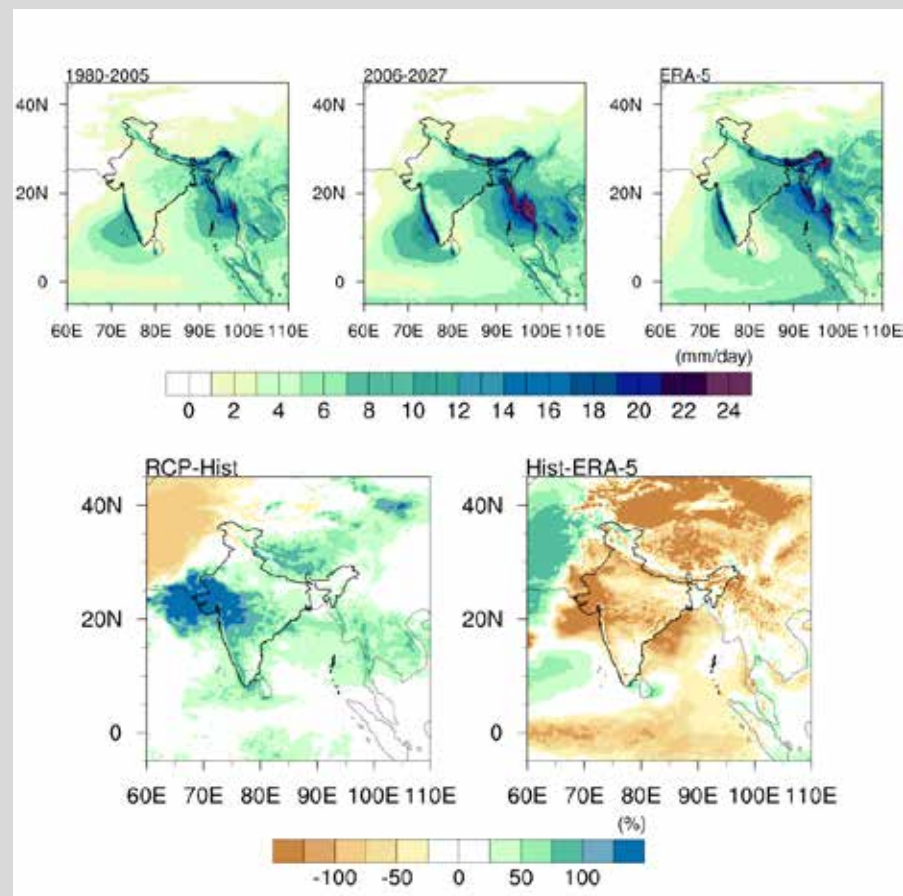 1980-2005 2006-2027 ERA-5
40N 40N 40N
20N 20N 20N
0 0 0
60E 70E 80E 90E 100E 110E 60E 70E 80E 90E 100E 110E 60E 70E 80E 90E 100E 110E
(mm/day)
0 2 4 6 8 10 12 14 16 18 20 22 24
RCP-Hist Hist-ERA-5
40N 40N
20N 20N
0 0
60E 70E 80E 90E 100E 110E 60E 70E 80E 90E 100E 110E
(%)
-100 -50 0 50 100